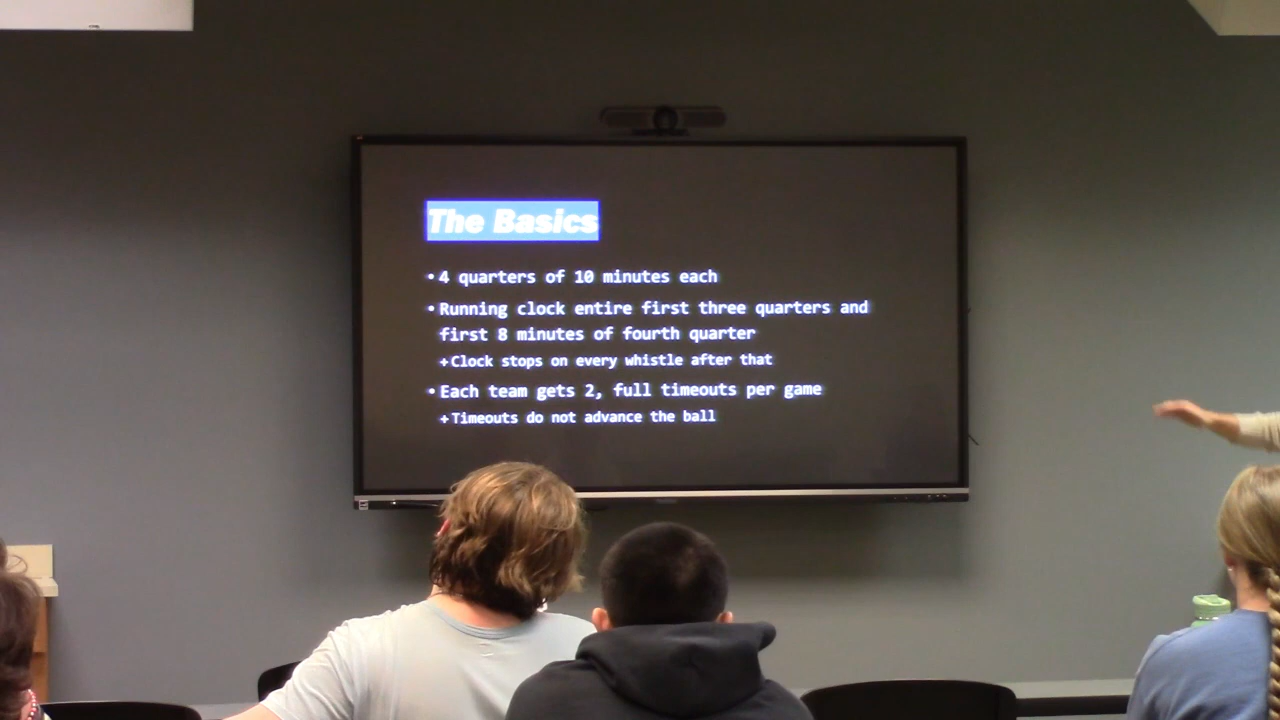 The Basics
• 4 quarters of 10 minutes each
• Running clock entire first three quarters and
first 8 minutes of fourth quarter
+ Clock stops on every whistle after that
• Each team gets 2, full timeouts per game
+ Timeouts do not advance the ball